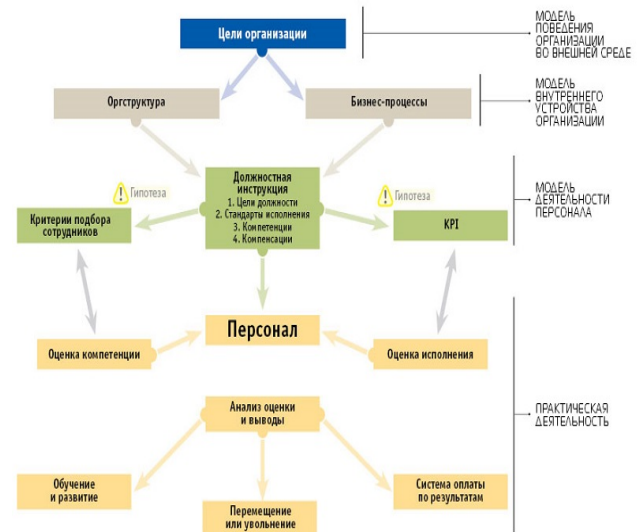 Цели организации
МОДЕЛЬ
ПОВЕДЕНИЯ
ОРГАНИЗАЦИИ
ВО ВНЕШНЕЙ СРЕДЕ
Оргструктура
Бизнес-процессы
МОДЕЛЬ
ВНУТРЕННЕГО
УСТРОЙСТВА
ОРГАНИЗАЦИИ
Должностная
инструкция
1. Цели должности
2. Стандарты исполнения
3. Компетенции
4. Компенсации
! Гипотеза
! Гипотеза
Критерии подбора
сотрудников
KPI
МОДЕЛЬ
ДЕЯТЕЛЬНОСТИ
ПЕРСОНАЛА
Персонал
Оценка компетенции
Оценка исполнения
Анализ оценки
и выводы
ПРАКТИЧЕСКАЯ
ДЕЯТЕЛЬНОСТЬ
Обучение
и развитие
Перемещение
или увольнение
Система оплаты
по результатам